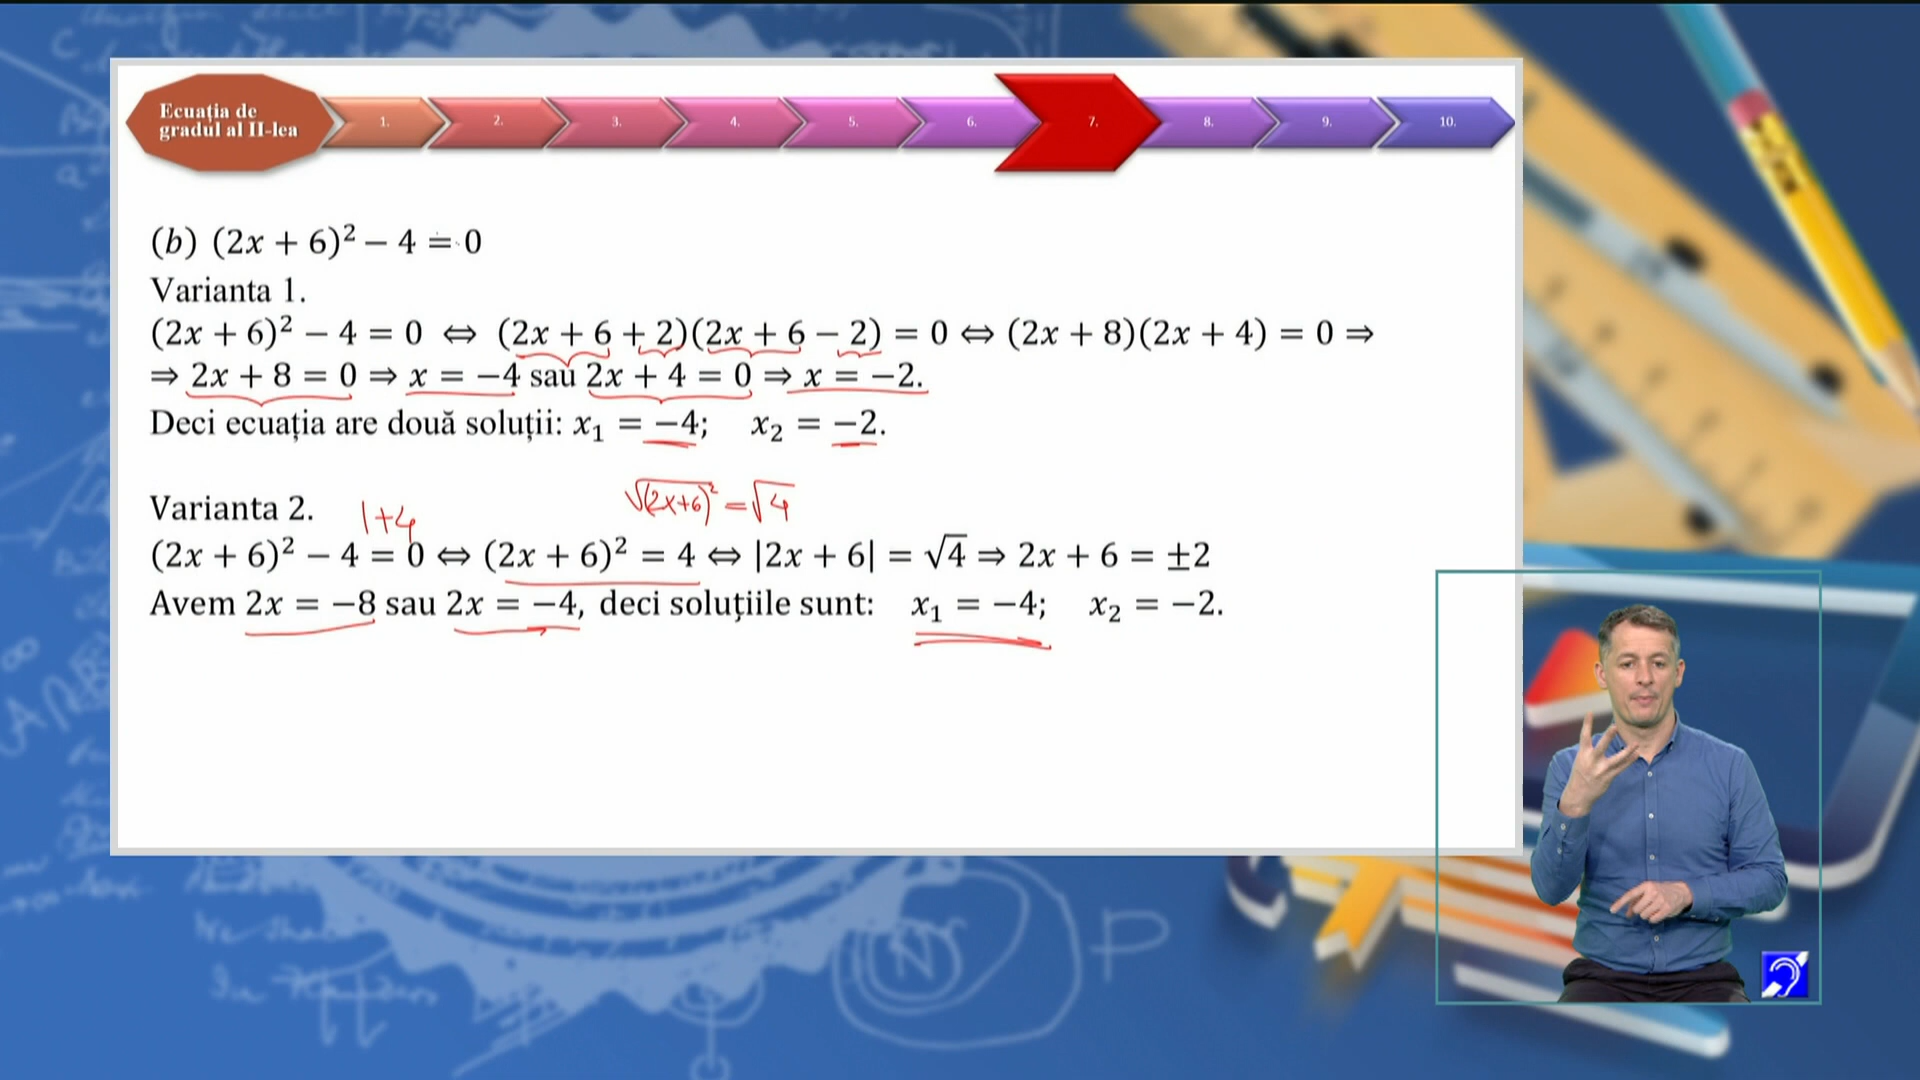 Ecuația de
gradul al II-lea
1. 2. 3. 4. 5. 6. 7. 8. 9. 10.
(b) (2x + 6)² − 4 = 0
Varianta 1.
(2x + 6)² − 4 = 0 ⇔ (2x + 6 + 2)(2x + 6 − 2) = 0 ⇔ (2x + 8)(2x + 4) = 0 ⇒
⇒ 2x + 8 = 0 ⇒ x = −4 sau 2x + 4 = 0 ⇒ x = −2.
Deci ecuația are două soluții: x₁ = −4; x₂ = −2.
√(2x+6)² = √4
Varianta 2.
|+4
(2x + 6)² − 4 = 0 ⇔ (2x + 6)² = 4 ⇔ |2x + 6| = √4 ⇒ 2x + 6 = ±2
Avem 2x = −8 sau 2x = −4, deci soluțiile sunt: x₁ = −4; x₂ = −2.
N
P